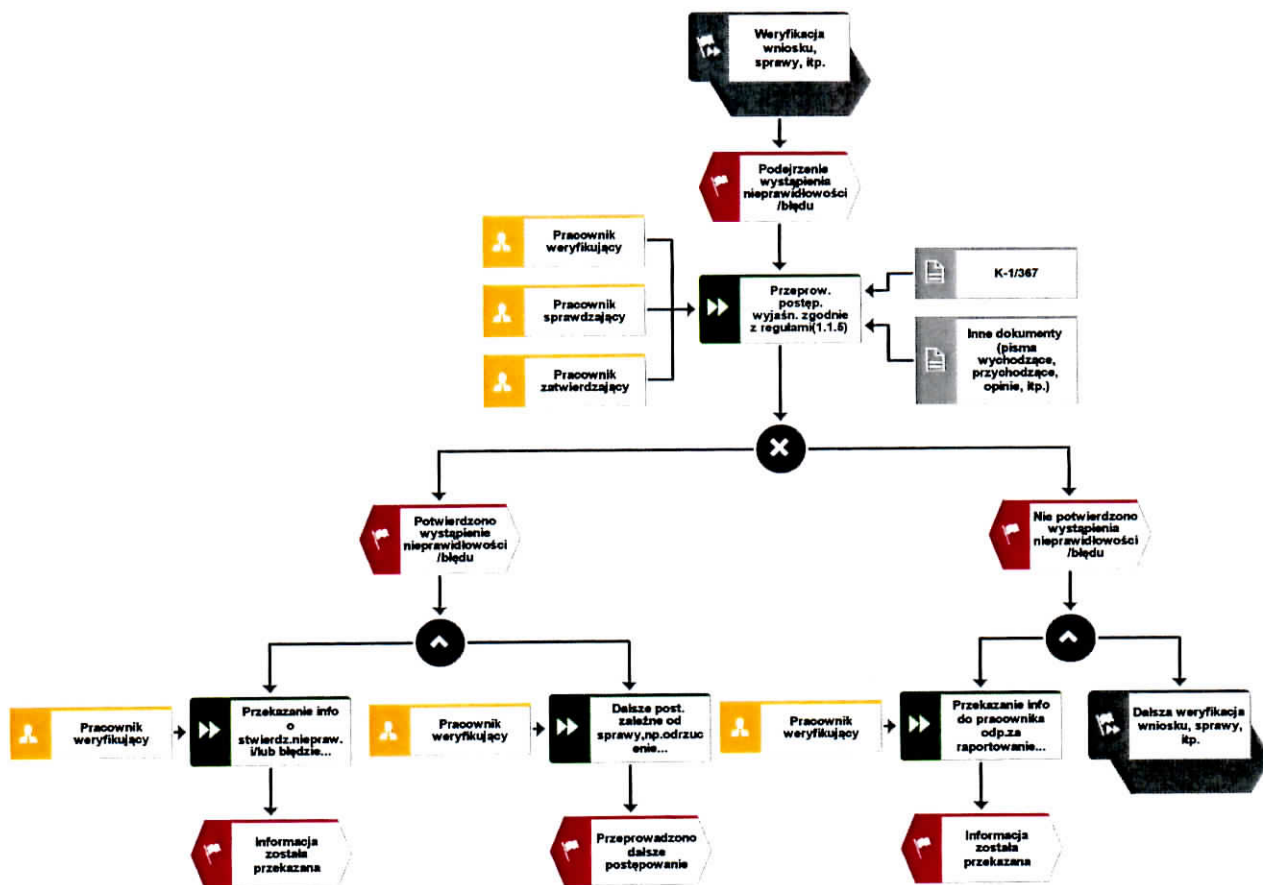 Weryfikacja
wniosku,
sprawy, itp.
Podejrzenie
wystąpienia
nieprawidłowości
/błędu
Pracownik
weryfikujący
Pracownik
sprawdzający
Pracownik
zatwierdzający
Przeprow.
postęp.
wyjaśn. zgodnie
z regułami(1.1.5)
K-1/367
Inne dokumenty
(pisma
wychodzące,
przychodzące,
opinie, itp.)
Potwierdzono
wystąpienie
nieprawidłowości
/błędu
Nie potwierdzono
wystąpienia
nieprawidłowości
/błędu
Pracownik
weryfikujący
Przekazanie info
o
stwierdz.niepraw.
i/lub błędzie...
Pracownik
weryfikujący
Dalsze post.
zależne od
sprawy,np.odrzuc
enie...
Pracownik
weryfikujący
Przekazanie info
do pracownika
odp.za
raportowanie...
Dalsza weryfikacja
wniosku, sprawy,
itp.
Informacja
została
przekazana
Przeprowadzono
dalsze
postępowanie
Informacja
została
przekazana